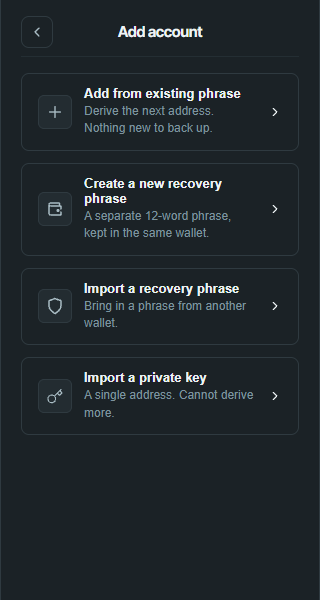 Add account
Add from existing phrase
Derive the next address.
Nothing new to back up.
Create a new recovery
phrase
A separate 12-word phrase,
kept in the same wallet.
Import a recovery phrase
Bring in a phrase from another
wallet.
Import a private key
A single address. Cannot derive
more.